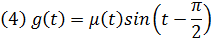 (4) g(t) = μ(t)sin(t − π/2)